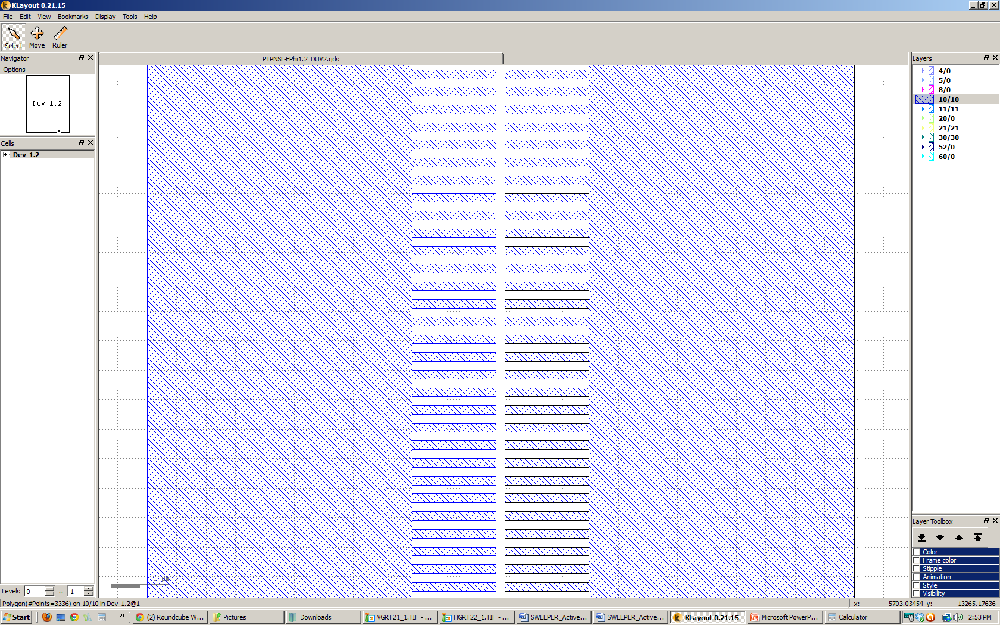 KLayout 0.21.15
File Edit View Bookmarks Display Tools Help
Select Move Ruler
Navigator
Options
Dev-1.2
Cells
Dev-1.2
Levels 0 .. 1
PTPNSL-EPhi1.2_DUV2.gds
1 µm
Layers
4/0
5/0
8/0
10/10
11/11
20/0
21/21
30/30
52/0
60/0
Layer Toolbox
Color
Frame color
Stipple
Animation
Style
Visibility
Polygon(#Points=3336) on 10/10 in Dev-1.2@1
x: 5703.03454 y: -13265.17636
Start » (2) Roundcube W... Pictures Downloads VGRT21_1.TIF - ... HGRT22_1.TIF - ... SWEEPER_Active... SWEEPER_Active... KLayout 0.21.15 Microsoft PowerP... Calculator 2:53 PM